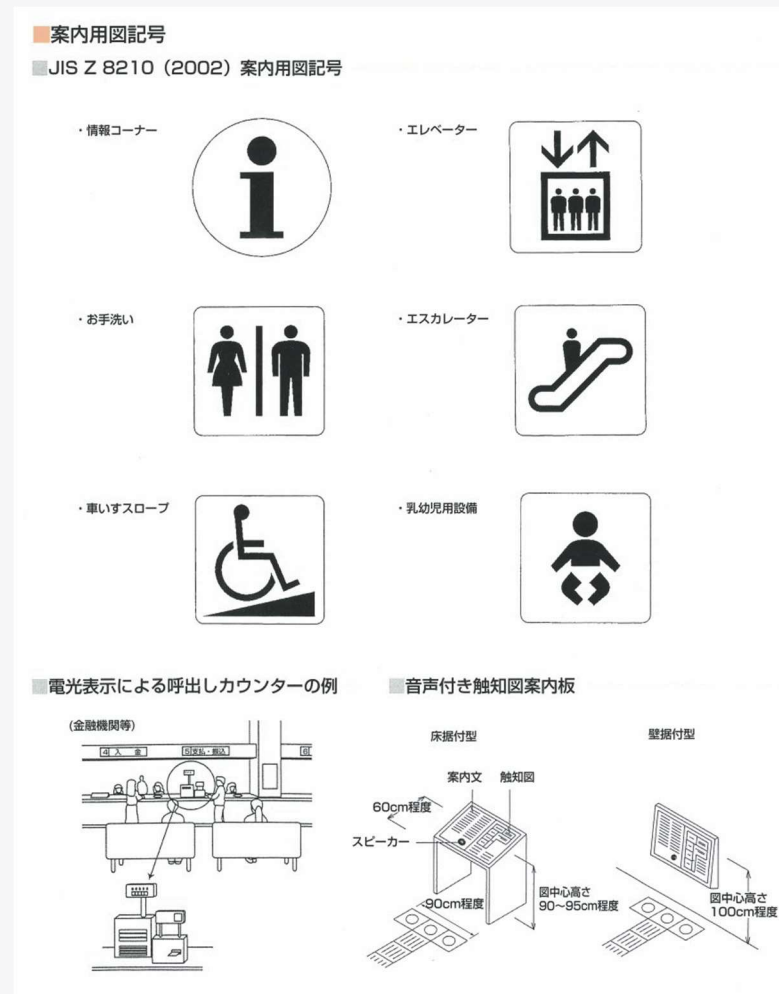 案内用図記号
JIS Z 8210（2002）案内用図記号
・情報コーナー
・エレベーター
・お手洗い
・エスカレーター
・車いすスロープ
・乳幼児用設備
電光表示による呼出しカウンターの例
(金融機関等)
4 入 金
5 支払・振込
6
音声付き触知図案内板
床据付型
壁据付型
案内文
触知図
60cm程度
スピーカー
90cm程度
図中心高さ
90〜95cm程度
図中心高さ
100cm程度